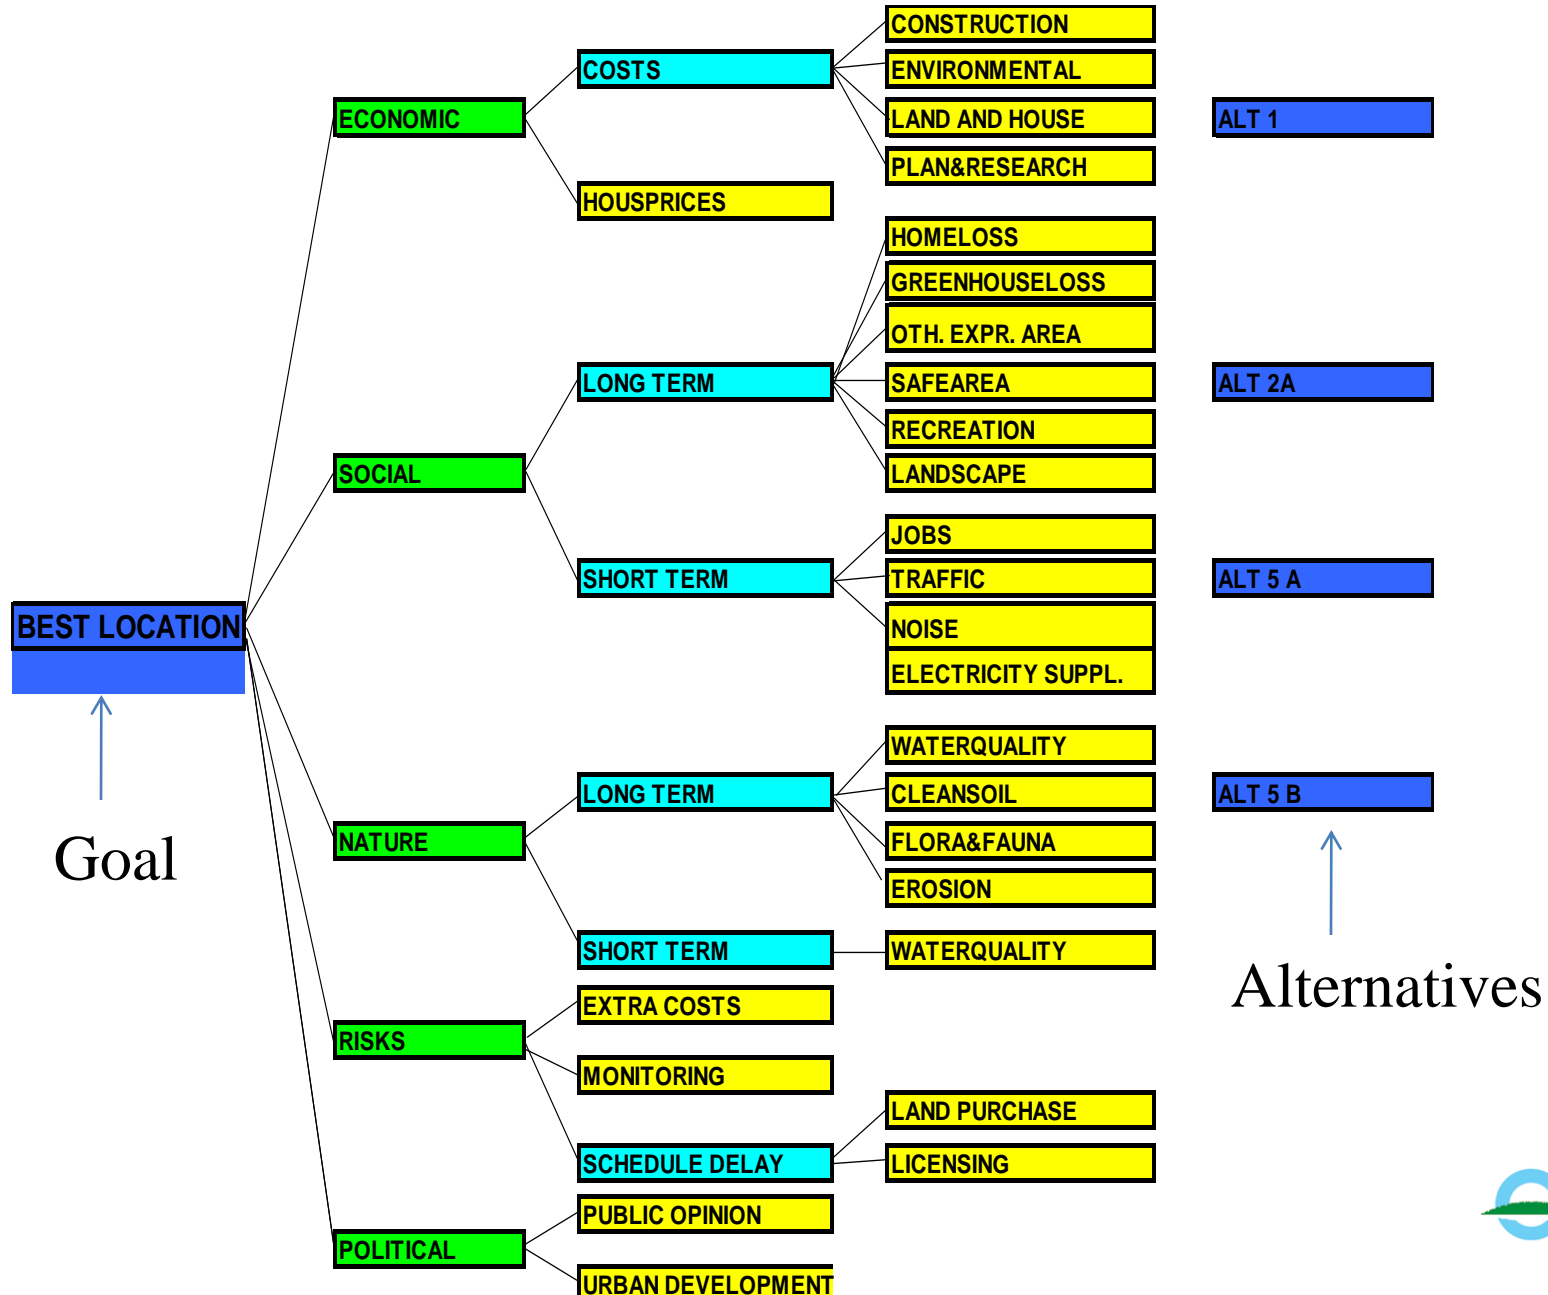 CONSTRUCTION
COSTS
ENVIRONMENTAL
ECONOMIC
LAND AND HOUSE
ALT 1
PLAN&RESEARCH
HOUSPRICES
HOMELOSS
GREENHOUSELOSS
OTH. EXPR. AREA
LONG TERM
SAFEAREA
ALT 2A
RECREATION
SOCIAL
LANDSCAPE
JOBS
SHORT TERM
TRAFFIC
ALT 5 A
BEST LOCATION
NOISE
ELECTRICITY SUPPL.
WATERQUALITY
LONG TERM
CLEANSOIL
ALT 5 B
NATURE
FLORA&FAUNA
Goal
EROSION
SHORT TERM
WATERQUALITY
Alternatives
EXTRA COSTS
RISKS
MONITORING
LAND PURCHASE
SCHEDULE DELAY
LICENSING
PUBLIC OPINION
POLITICAL
URBAN DEVELOPMENT